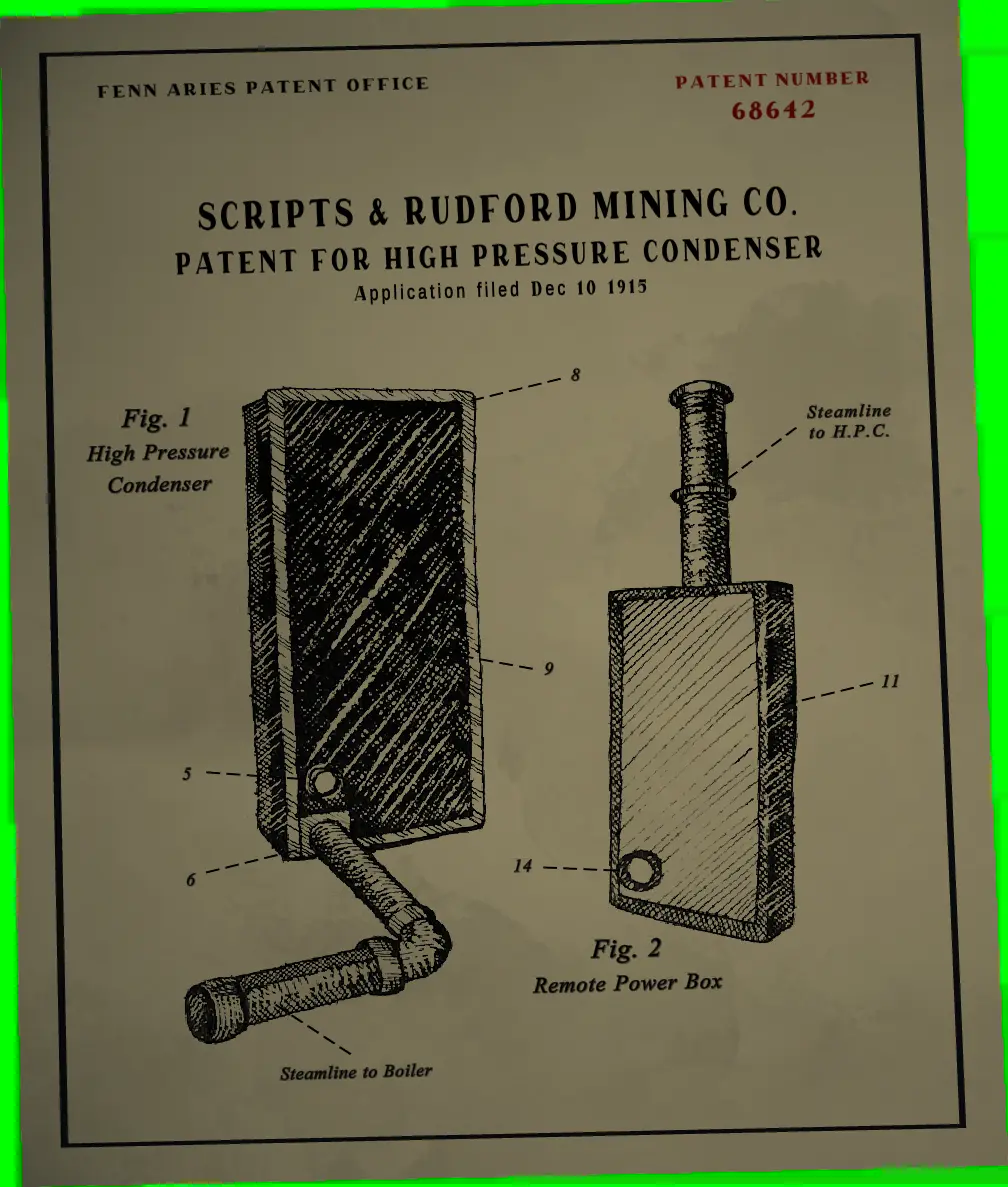 FENN ARIES PATENT OFFICE
PATENT NUMBER
68642
SCRIPTS & RUDFORD MINING CO.
PATENT FOR HIGH PRESSURE CONDENSER
Application filed Dec 10 1915
Fig. 1
High Pressure
Condenser
8
Steamline
to H.P.C.
9
11
5
6
14
Fig. 2
Remote Power Box
Steamline to Boiler